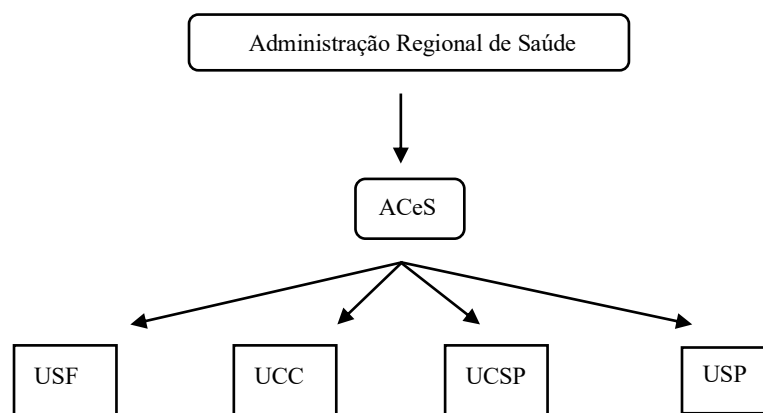 Administração Regional de Saúde
ACeS
USF
UCC
UCSP
USP